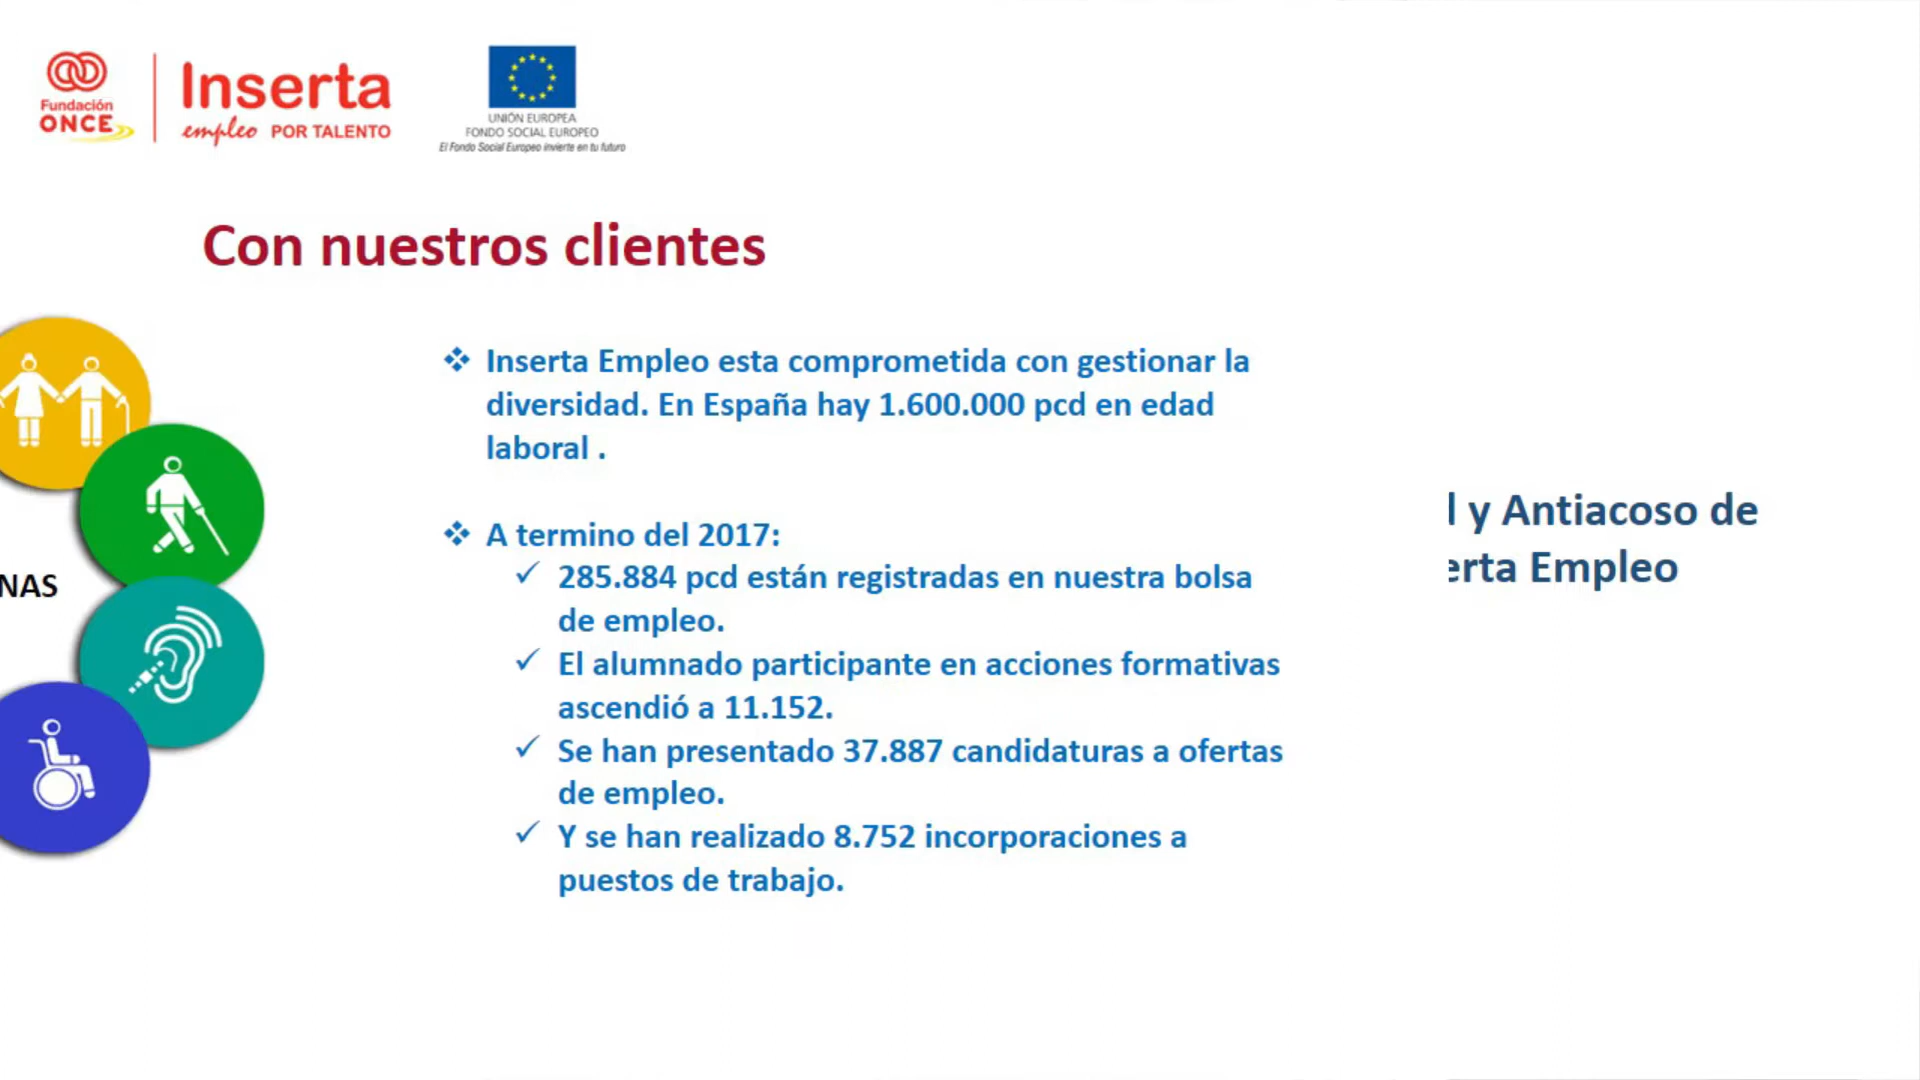 Fundación
ONCE
Inserta
empleo POR TALENTO
UNIÓN EUROPEA
FONDO SOCIAL EUROPEO
El Fondo Social Europeo invierte en tu futuro
Con nuestros clientes
Inserta Empleo esta comprometida con gestionar la
diversidad. En España hay 1.600.000 pcd en edad
laboral .
A termino del 2017:
285.884 pcd están registradas en nuestra bolsa
de empleo.
El alumnado participante en acciones formativas
ascendió a 11.152.
Se han presentado 37.887 candidaturas a ofertas
de empleo.
Y se han realizado 8.752 incorporaciones a
puestos de trabajo.
NAS
y Antiacoso de
erta Empleo